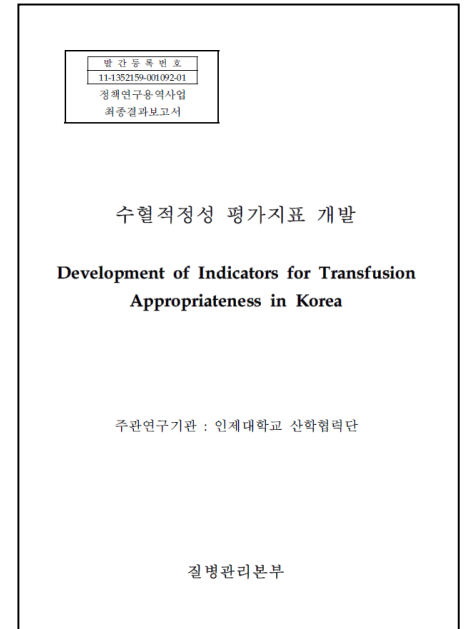 발 간 등 록 번 호
11-1352159-001092-01
정책연구용역사업
최종결과보고서
수혈적정성 평가지표 개발
Development of Indicators for Transfusion
Appropriateness in Korea
주관연구기관 : 인제대학교 산학협력단
질병관리본부